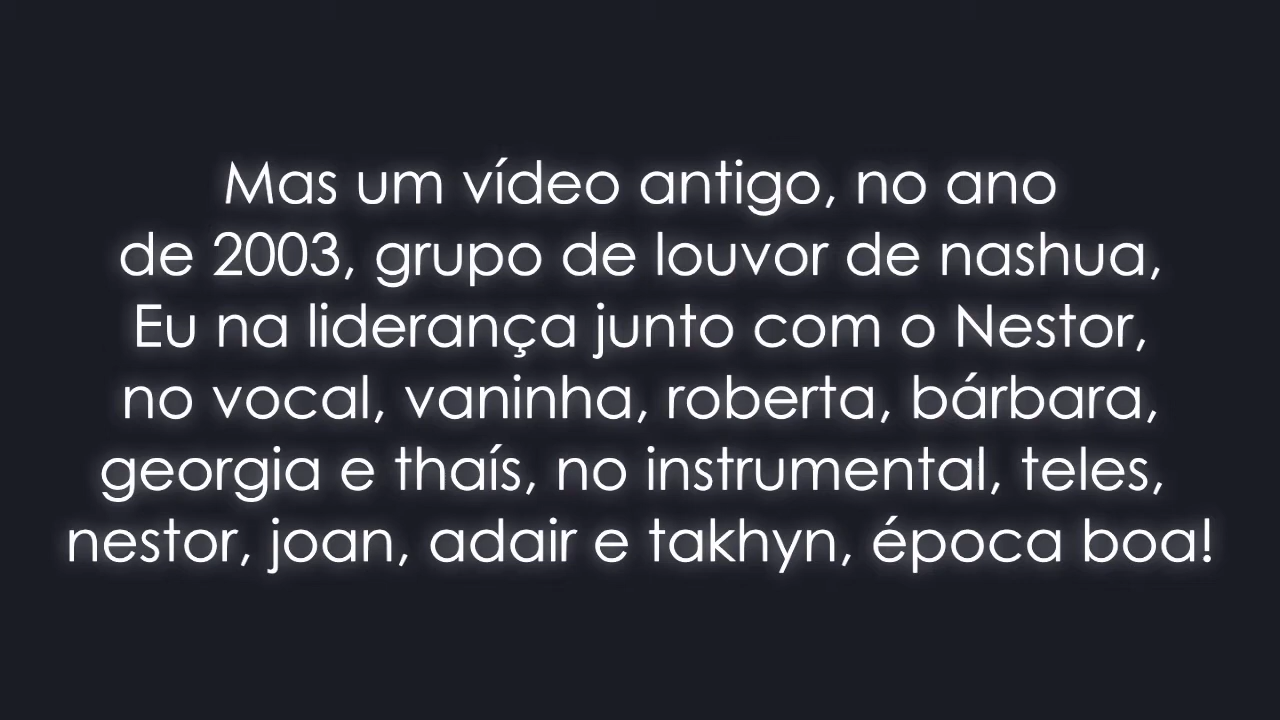 Mas um vídeo antigo, no ano
de 2003, grupo de louvor de nashua,
Eu na liderança junto com o Nestor,
no vocal, vaninha, roberta, bárbara,
georgia e thaís, no instrumental, teles,
nestor, joan, adair e takhyn, época boa!